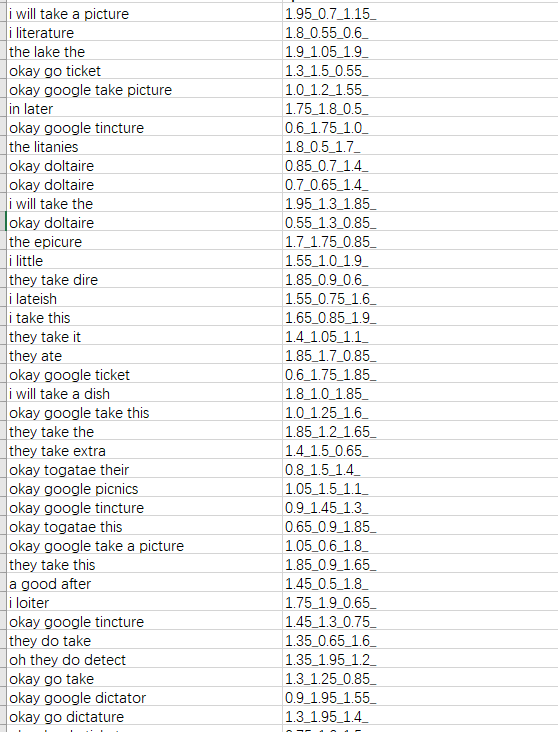 i will take a picture 1.95_0.7_1.15_
i literature 1.8_0.55_0.6_
the lake the 1.9_1.05_1.9_
okay go ticket 1.3_1.5_0.55_
okay google take picture 1.0_1.2_1.55_
in later 1.75_1.8_0.5_
okay google tincture 0.6_1.75_1.0_
the litanies 1.8_0.5_1.7_
okay doltaire 0.85_0.7_1.4_
okay doltaire 0.7_0.65_1.4_
i will take the 1.95_1.3_1.85_
okay doltaire 0.55_1.3_0.85_
the epicure 1.7_1.75_0.85_
i little 1.55_1.0_1.9_
they take dire 1.85_0.9_0.6_
i lateish 1.55_0.75_1.6_
i take this 1.65_0.85_1.9_
they take it 1.4_1.05_1.1_
they ate 1.85_1.7_0.85_
okay google ticket 0.6_1.75_1.85_
i will take a dish 1.8_1.0_1.85_
okay google take this 1.0_1.25_1.6_
they take the 1.85_1.2_1.65_
they take extra 1.4_1.5_0.65_
okay togatae their 0.8_1.5_1.4_
okay google picnics 1.05_1.5_1.1_
okay google tincture 0.9_1.45_1.3_
okay togatae this 0.65_0.9_1.85_
okay google take a picture 1.05_0.6_1.8_
they take this 1.85_0.9_1.65_
a good after 1.45_0.5_1.8_
i loiter 1.75_1.9_0.65_
okay google tincture 1.45_1.3_0.75_
they do take 1.35_0.65_1.6_
oh they do detect 1.35_1.95_1.2_
okay go take 1.3_1.25_0.85_
okay google dictator 0.9_1.95_1.55_
okay go dictature 1.3_1.95_1.4_